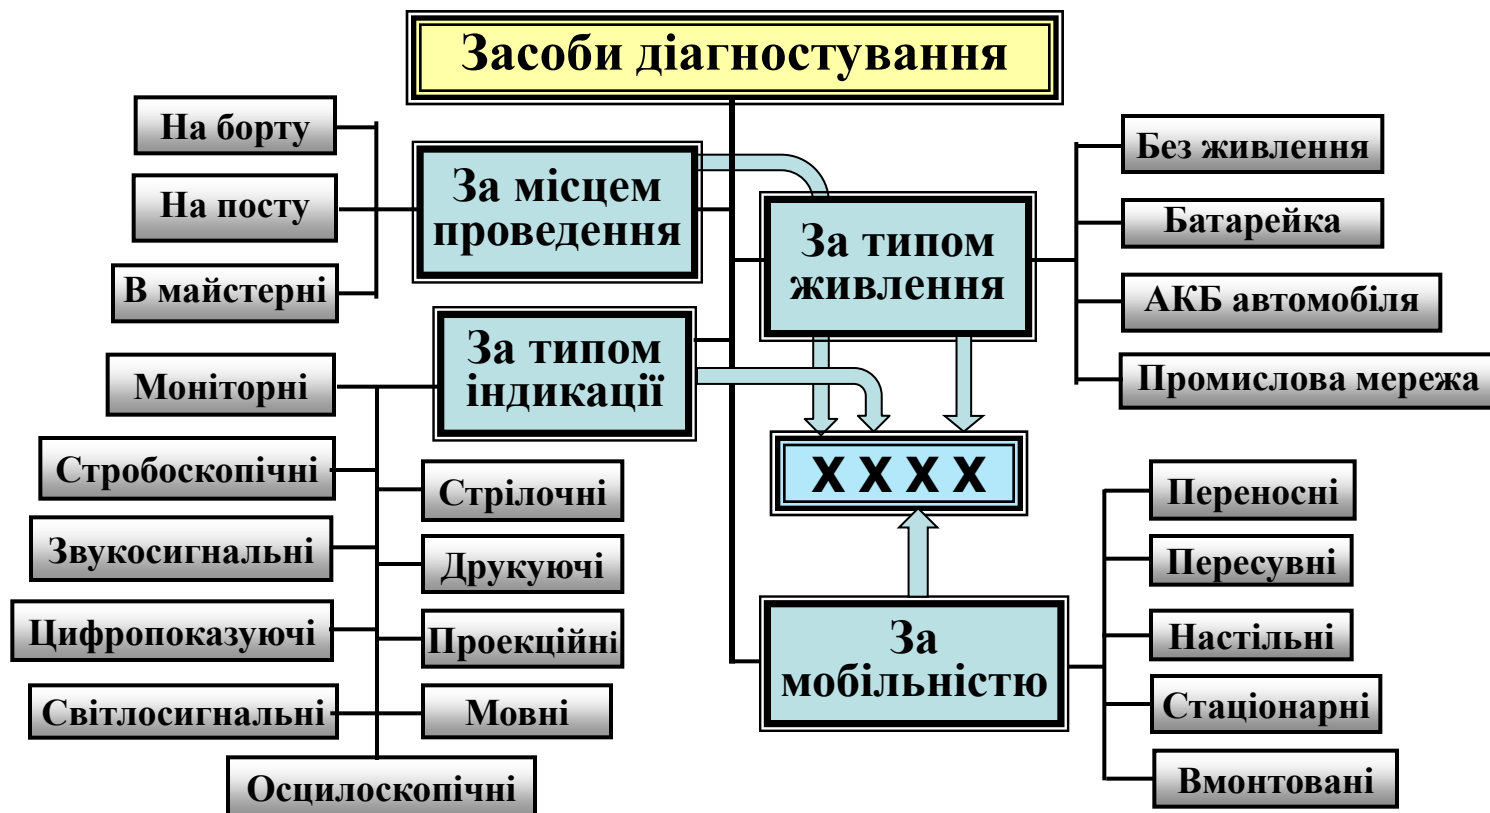 Засоби діагностування
На борту
На посту
В майстерні
За місцем
проведення
За типом
живлення
Без живлення
Батарейка
АКБ автомобіля
Промислова мережа
За типом
індикації
Моніторні
Стробоскопічні
Звукосигнальні
Цифропоказуючі
Світлосигнальні
Осцилоскопічні
Стрілочні
Друкуючі
Проекційні
Мовні
X X X X
За
мобільністю
Переносні
Пересувні
Настільні
Стаціонарні
Вмонтовані